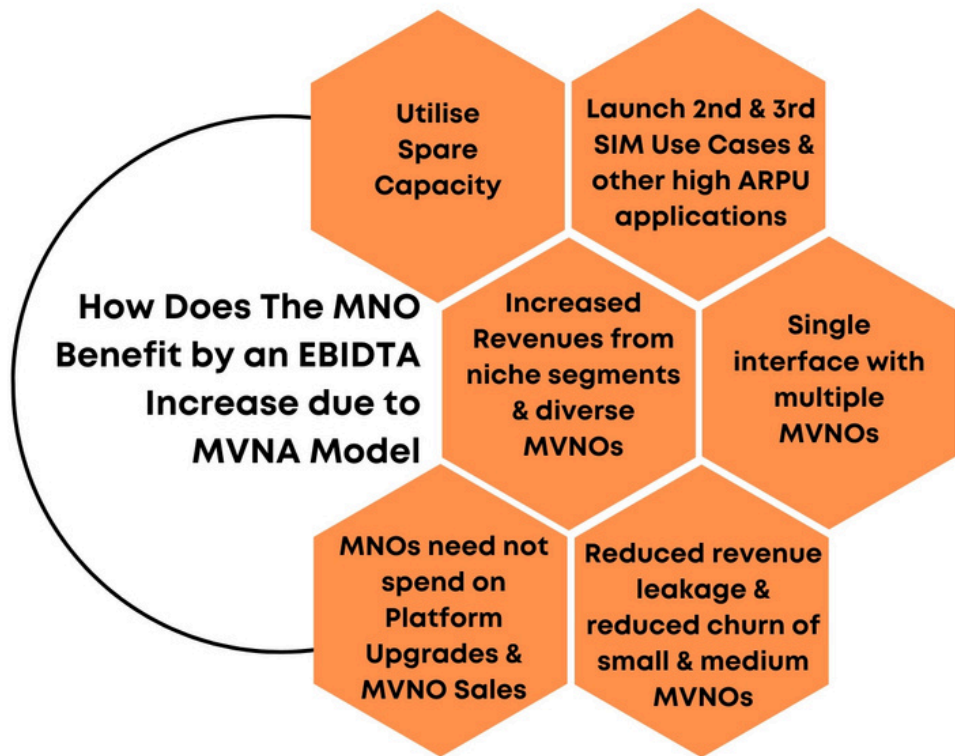 How Does The MNO
Benefit by an EBIDTA
Increase due to
MVNA Model
Utilise
Spare
Capacity
Launch 2nd & 3rd
SIM Use Cases &
other high ARPU
applications
Increased
Revenues from
niche segments
& diverse
MVNOs
Single
interface with
multiple
MVNOs
MNOs need not
spend on
Platform
Upgrades &
MVNO Sales
Reduced revenue
leakage &
reduced churn of
small & medium
MVNOs